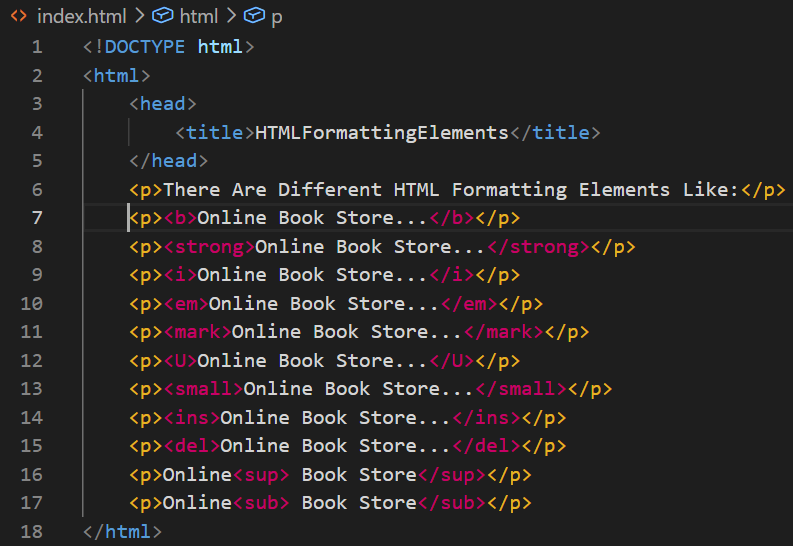 index.html > html > p
1 <!DOCTYPE html>
2 <html>
3     <head>
4         <title>HTMLFormattingElements</title>
5     </head>
6     <p>There Are Different HTML Formatting Elements Like:</p>
7     <p><b>Online Book Store...</b></p>
8     <p><strong>Online Book Store...</strong></p>
9     <p><i>Online Book Store...</i></p>
10     <p><em>Online Book Store...</em></p>
11     <p><mark>Online Book Store...</mark></p>
12     <p><U>Online Book Store...</U></p>
13     <p><small>Online Book Store...</small></p>
14     <p><ins>Online Book Store...</ins></p>
15     <p><del>Online Book Store...</del></p>
16     <p>Online<sup> Book Store</sup></p>
17     <p>Online<sub> Book Store</sub></p>
18 </html>